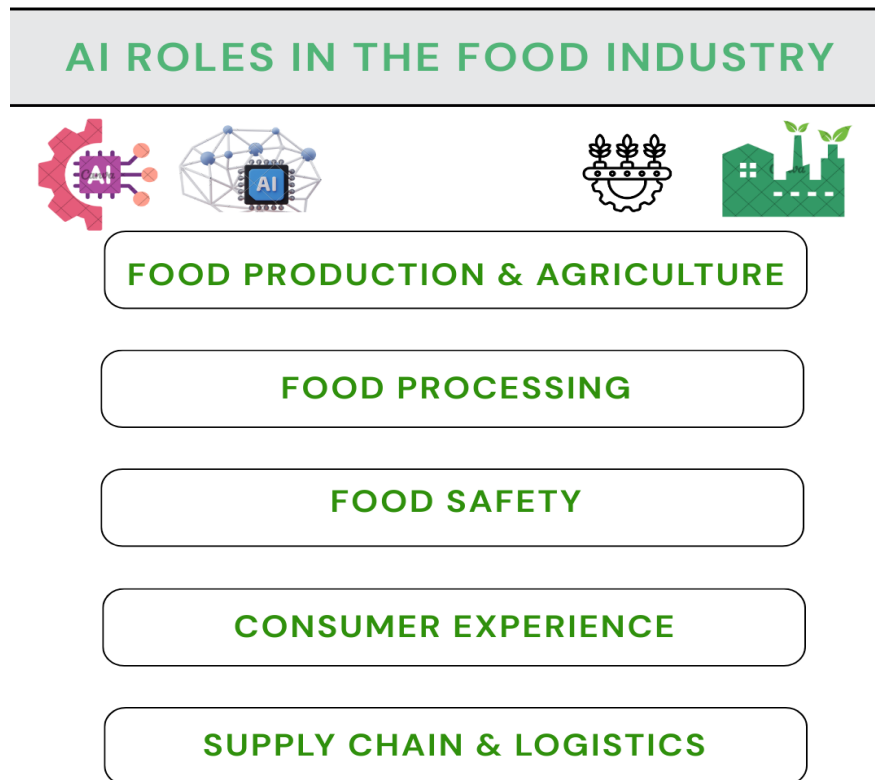 AI ROLES IN THE FOOD INDUSTRY
AI
AI
FOOD PRODUCTION & AGRICULTURE
FOOD PROCESSING
FOOD SAFETY
CONSUMER EXPERIENCE
SUPPLY CHAIN & LOGISTICS